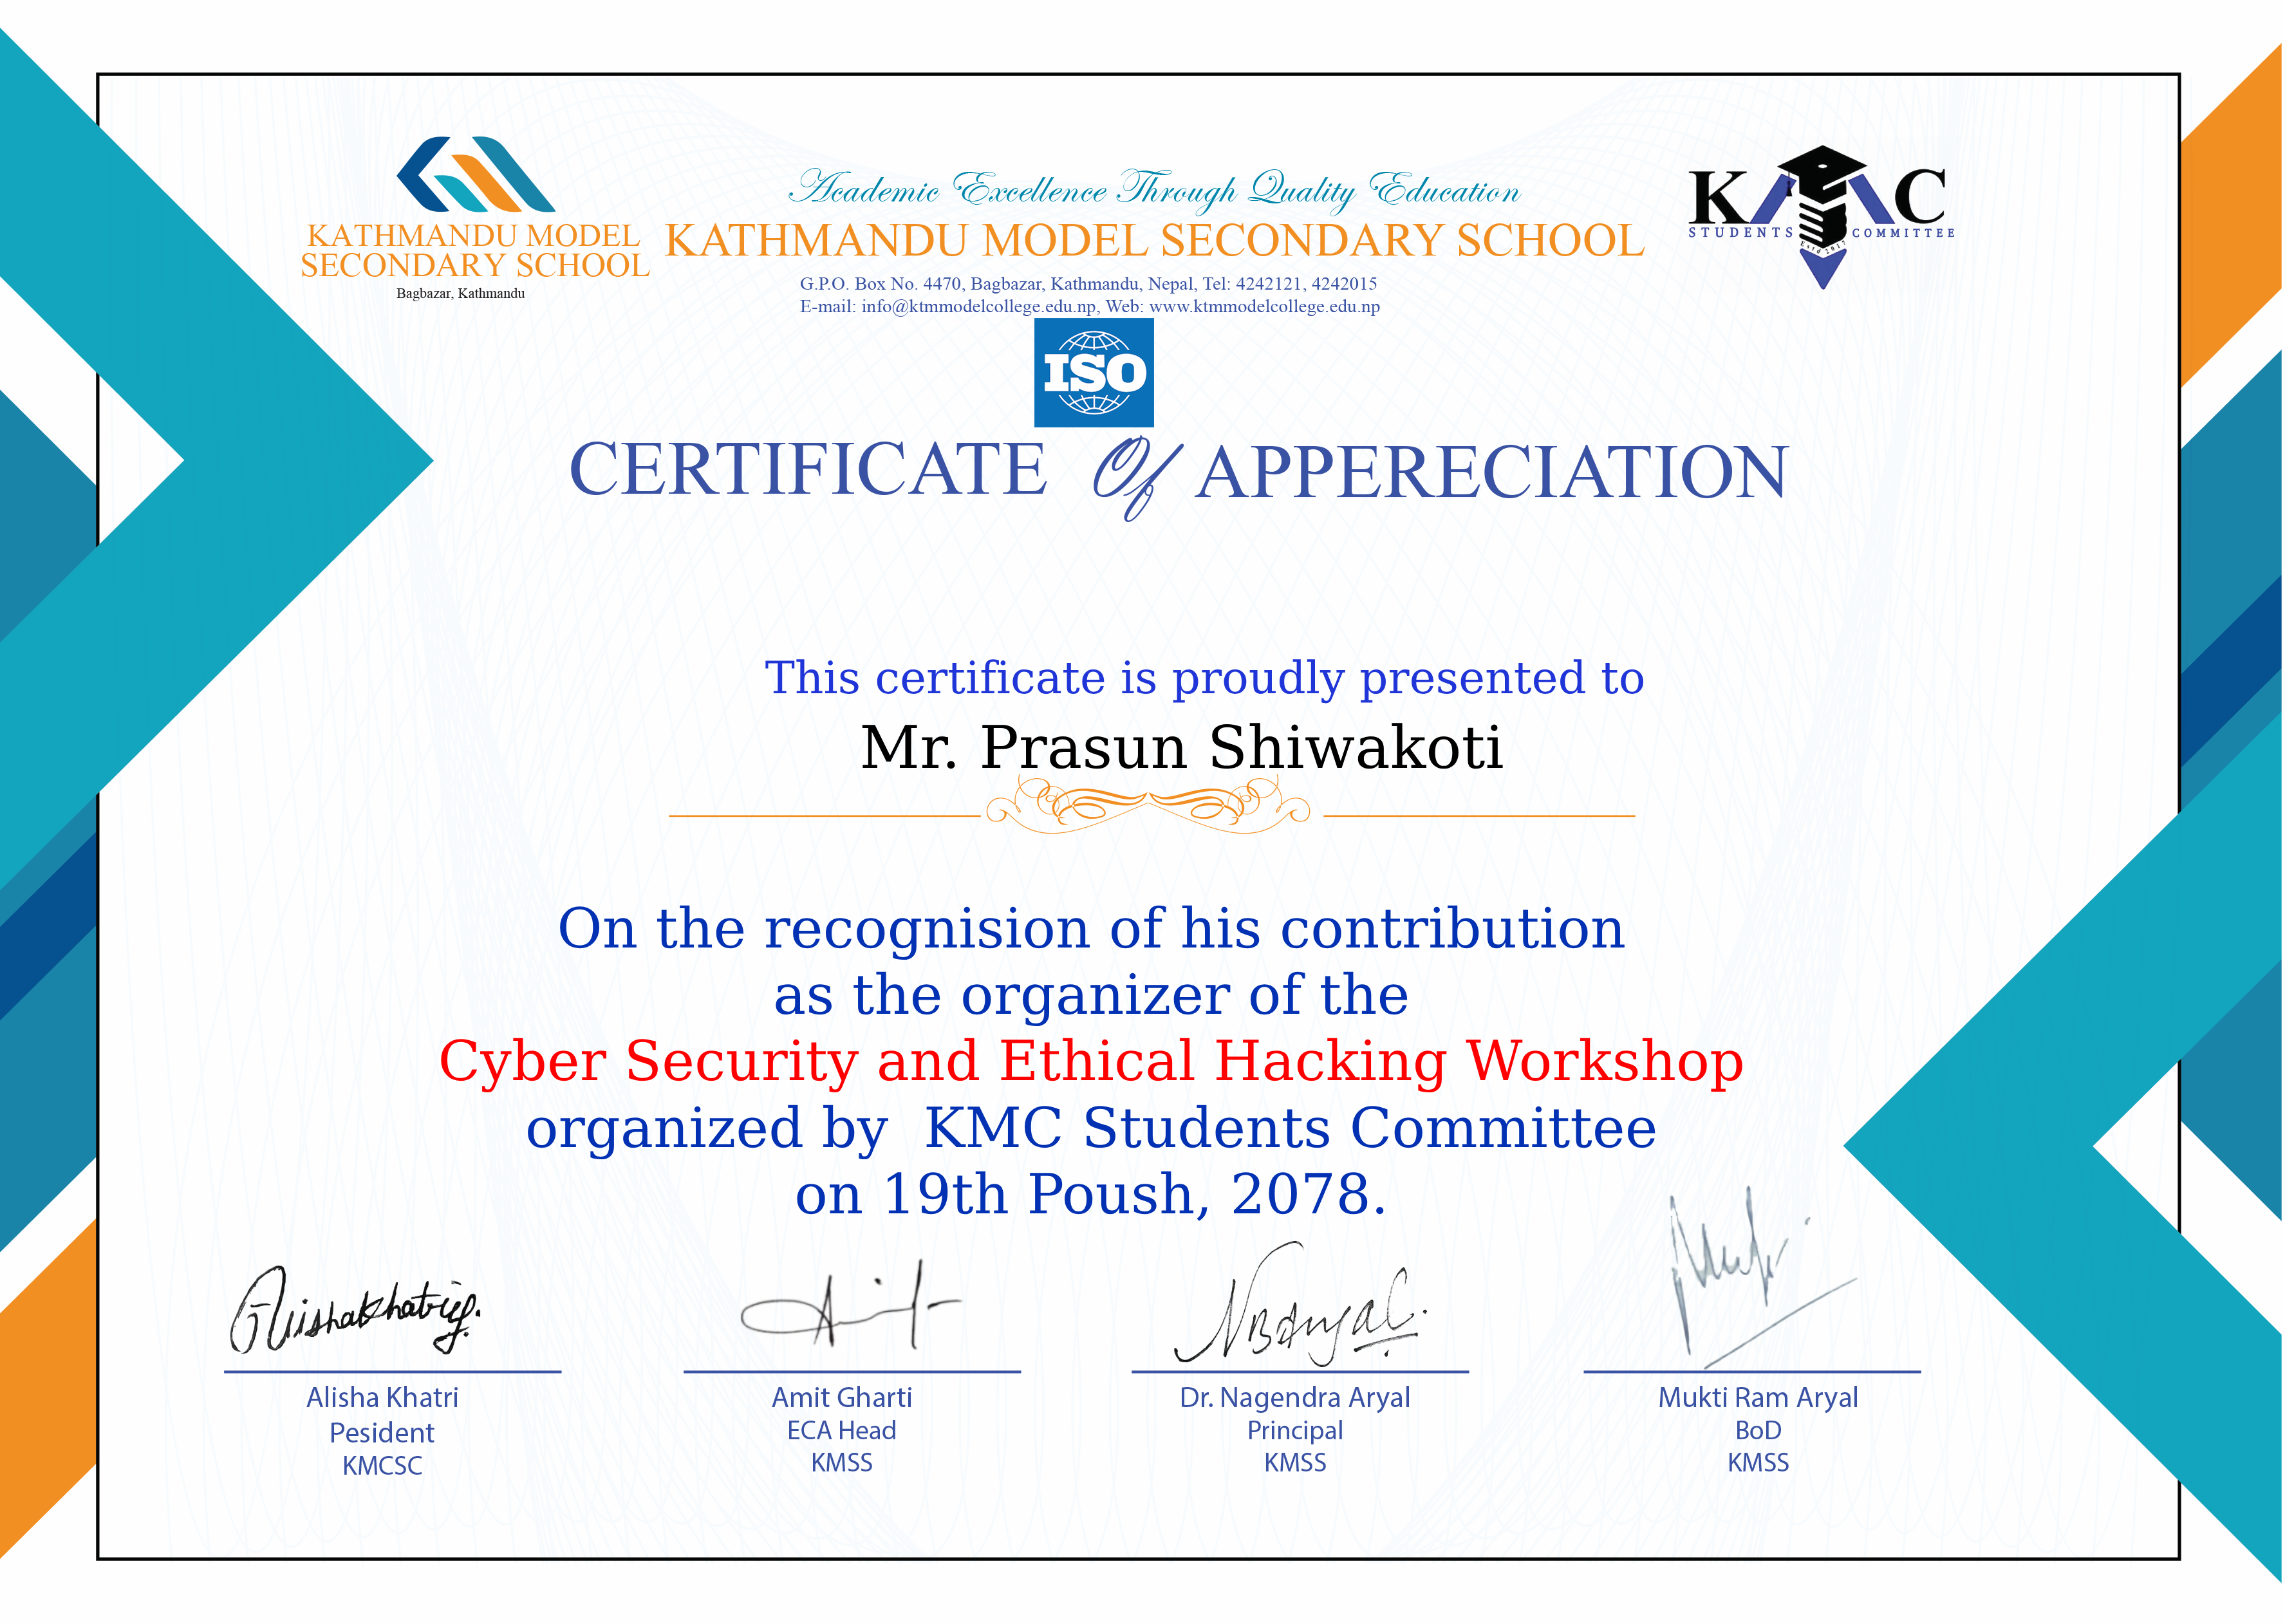 KATHMANDU MODEL
SECONDARY SCHOOL
Bagbazar, Kathmandu
Academic Excellence Through Quality Education
KATHMANDU MODEL SECONDARY SCHOOL
G.P.O. Box No. 4470, Bagbazar, Kathmandu, Nepal, Tel: 4242121, 4242015
E-mail: info@ktmmodelcollege.edu.np, Web: www.ktmmodelcollege.edu.np
KMC
STUDENTS COMMITTEE
Estd 2017
ISO
CERTIFICATE Of APPERECIATION
This certificate is proudly presented to
Mr. Prasun Shiwakoti
On the recognision of his contribution
as the organizer of the
Cyber Security and Ethical Hacking Workshop
organized by  KMC Students Committee
on 19th Poush, 2078.
Alisha Khatri
Pesident
KMCSC
Amit Gharti
ECA Head
KMSS
Dr. Nagendra Aryal
Principal
KMSS
Mukti Ram Aryal
BoD
KMSS